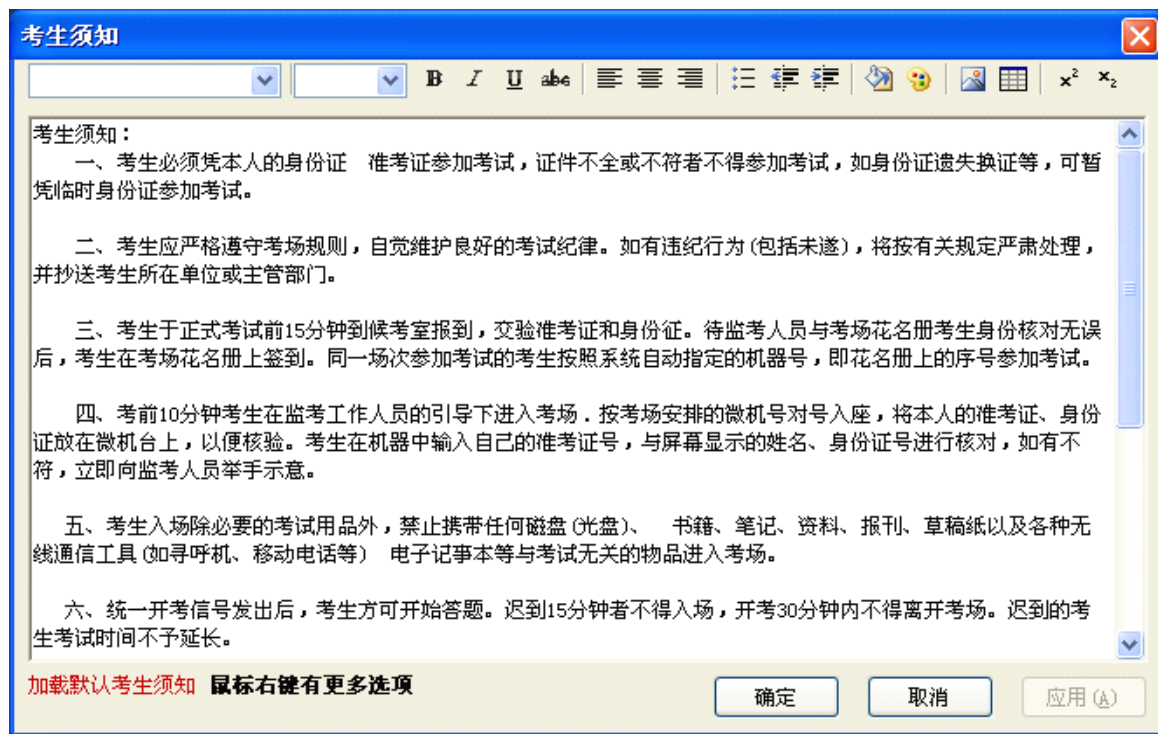 考生须知
B I U abc x² x₂
考生须知：
一、考生必须凭本人的身份证 准考证参加考试，证件不全或不符者不得参加考试，如身份证遗失换证等，可暂
凭临时身份证参加考试。
二、考生应严格遵守考场规则，自觉维护良好的考试纪律。如有违纪行为(包括未遂)，将按有关规定严肃处理，
并抄送考生所在单位或主管部门。
三、考生于正式考试前15分钟到候考室报到，交验准考证和身份征。待监考人员与考场花名册考生身份核对无误
后，考生在考场花名册上签到。同一场次参加考试的考生按照系统自动指定的机器号，即花名册上的序号参加考试。
四、考前10分钟考生在监考工作人员的引导下进入考场．按考场安排的微机号对号入座，将本人的准考证、身份
证放在微机台上，以便核验。考生在机器中输入自己的准考证号，与屏幕显示的姓名、身份证号进行核对，如有不
符，立即向监考人员举手示意。
五、考生入场除必要的考试用品外，禁止携带任何磁盘(光盘)、 书籍、笔记、资料、报刊、草稿纸以及各种无
线通信工具(如寻呼机、移动电话等) 电子记事本等与考试无关的物品进入考场。
六、统一开考信号发出后，考生方可开始答题。迟到15分钟者不得入场，开考30分钟内不得离开考场。迟到的考
生考试时间不予延长。
加载默认考生须知 鼠标右键有更多选项
确定 取消 应用(A)